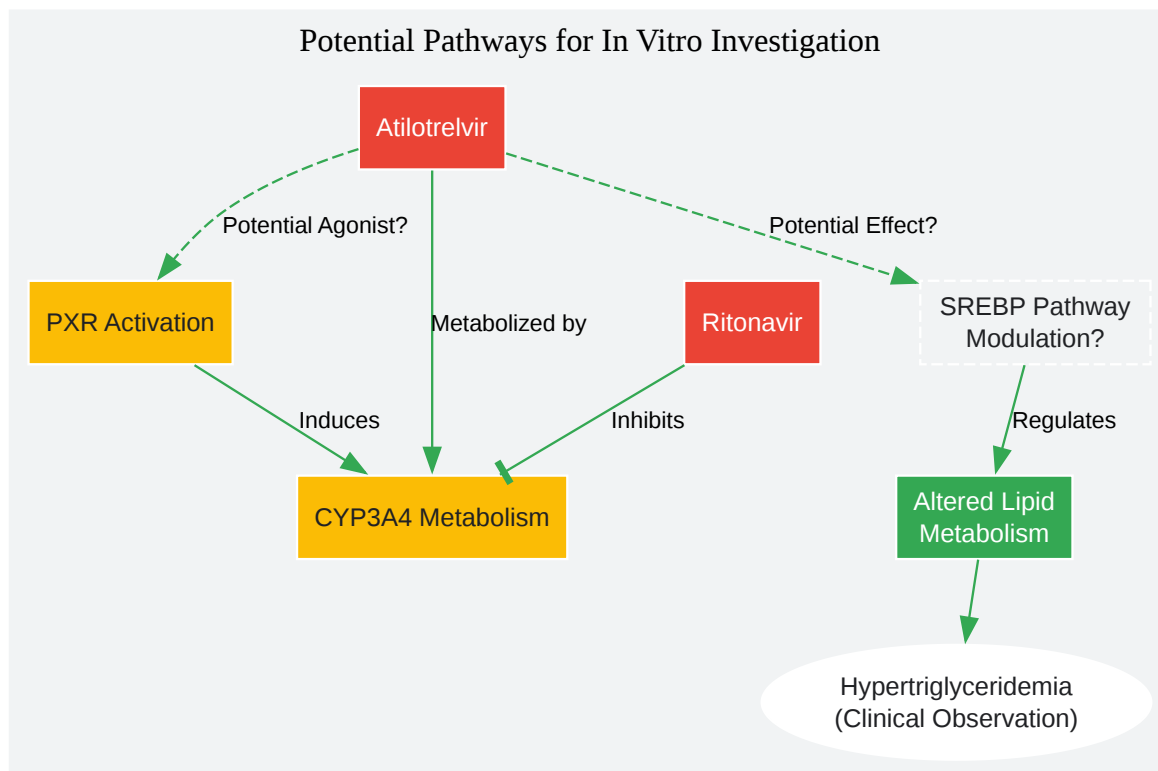 Potential Pathways for In Vitro Investigation
Atilotrelvir
Potential Agonist?
Potential Effect?
PXR Activation
Metabolized by
Ritonavir
SREBP Pathway
Modulation?
Induces
Inhibits
Regulates
CYP3A4 Metabolism
Altered Lipid
Metabolism
Hypertriglyceridemia
(Clinical Observation)